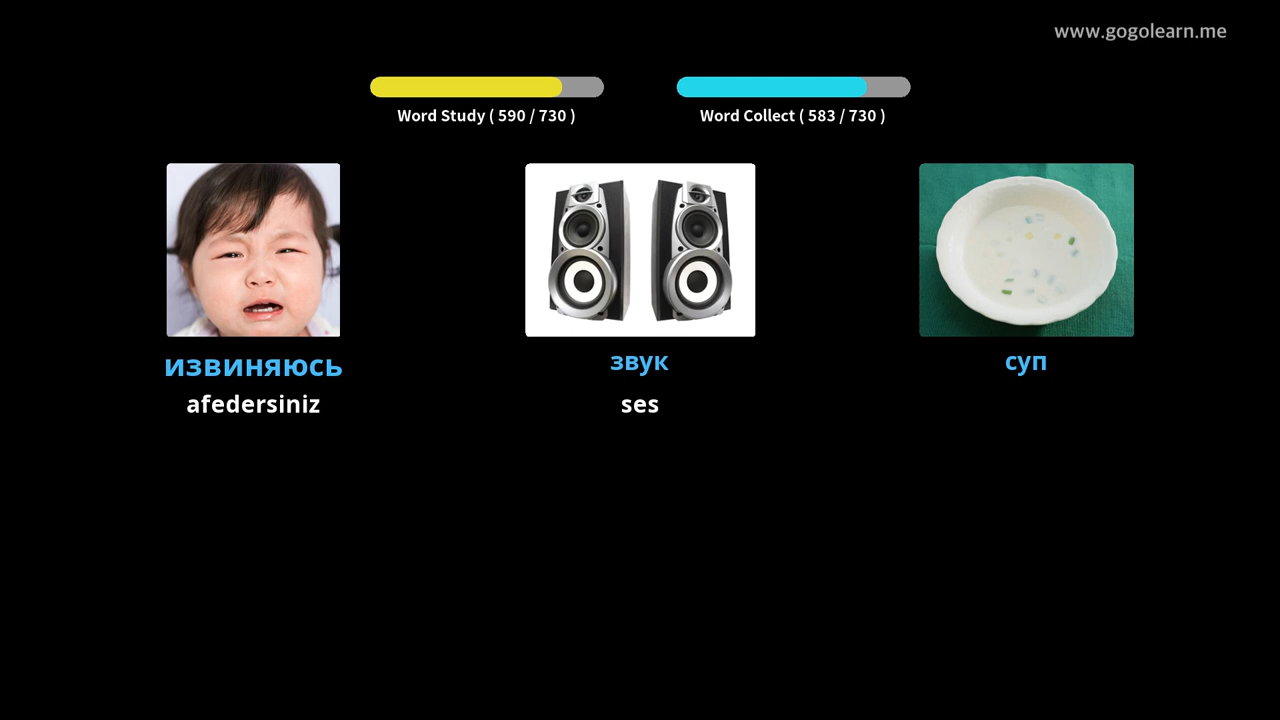 www.gogolearn.me
Word Study ( 590 / 730 )
Word Collect ( 583 / 730 )
извиняюсь
afedersiniz
звук
ses
суп